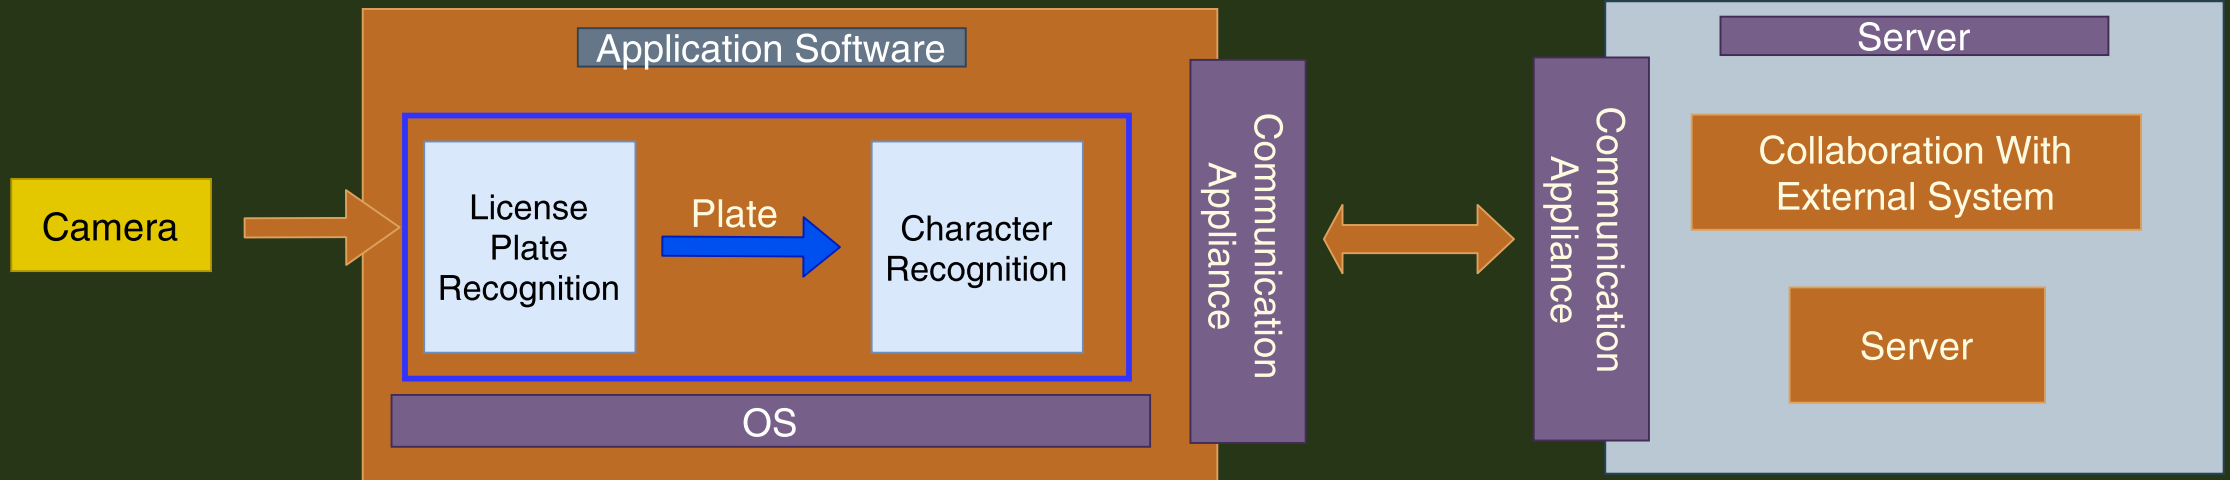 Camera
Application Software
License
Plate
Recognition
Plate
Character
Recognition
OS
Communication
Appliance
Communication
Appliance
Server
Collaboration With
External System
Server